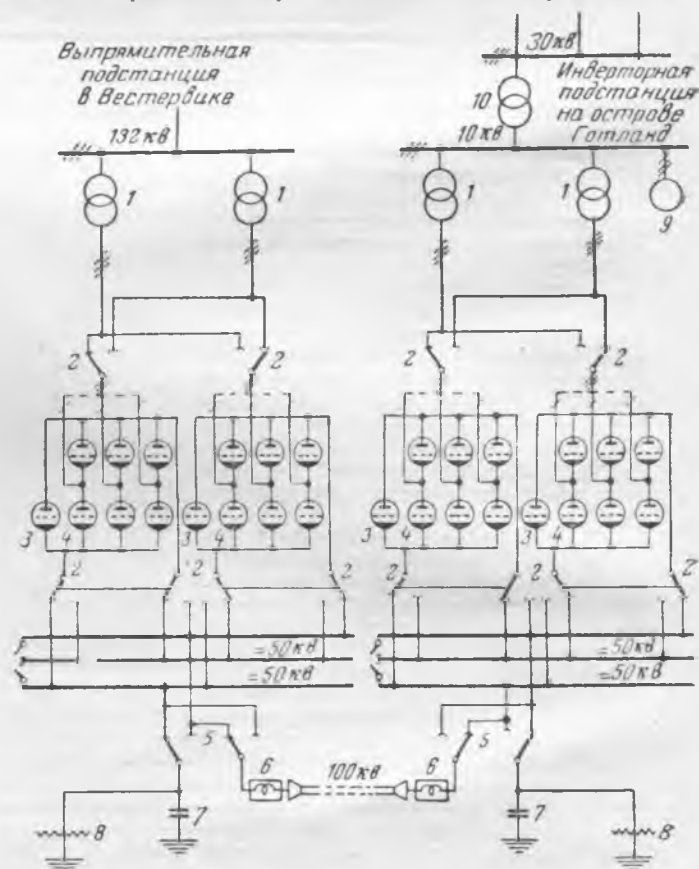 Выпрямительная
подстанция
в Вестервике
132кв
1
1
2
2
3
4
3
4
2
2
2
=50кв
=50кв
5
6
100кв
7
8
30кв
Инверторная
подстанция
на острове
Готланд
10
10кв
1
1
9
2
2
3
4
3
4
2
2
2
=50кв
=50кв
5
6
7
8